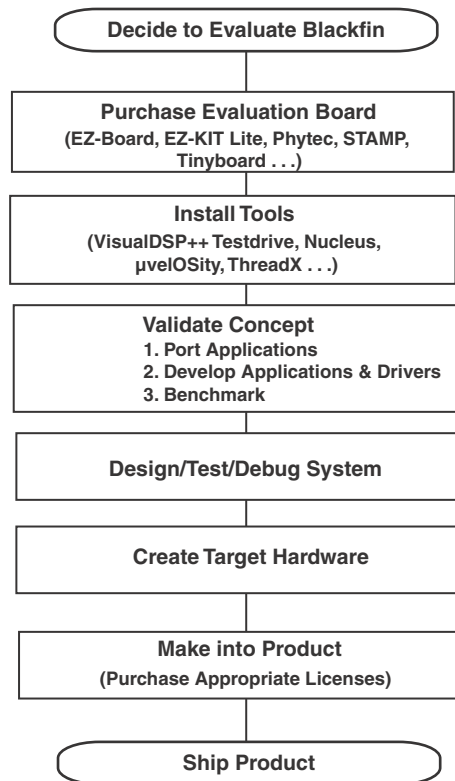 Decide to Evaluate Blackfin
Purchase Evaluation Board
(EZ-Board, EZ-KIT Lite, Phytec, STAMP,
Tinyboard . . .)
Install Tools
(VisualDSP++ Testdrive, Nucleus,
µvelOSity, ThreadX . . .)
Validate Concept
1. Port Applications
2. Develop Applications & Drivers
3. Benchmark
Design/Test/Debug System
Create Target Hardware
Make into Product
(Purchase Appropriate Licenses)
Ship Product